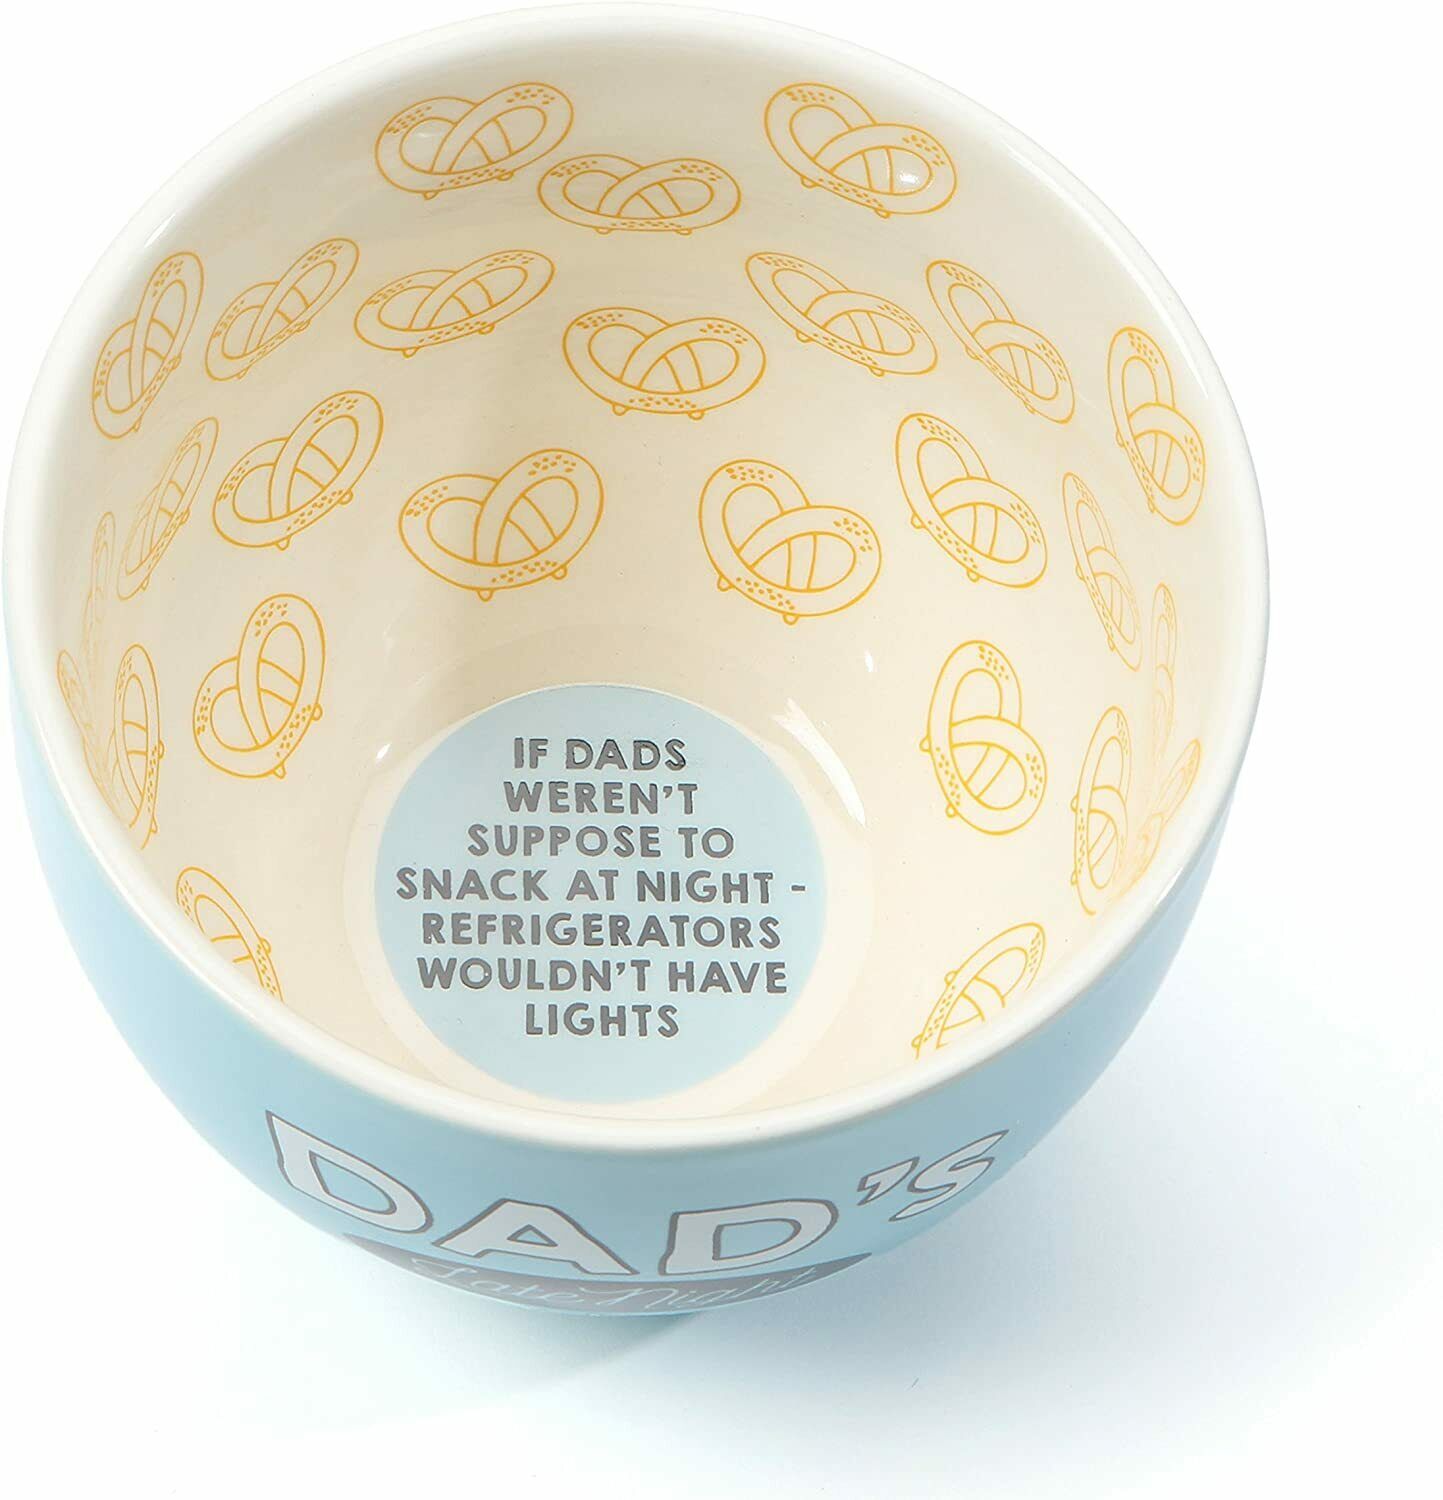 IF DADS
WEREN'T
SUPPOSE TO
SNACK AT NIGHT -
REFRIGERATORS
WOULDN'T HAVE
LIGHTS
DAD'S
Late Night